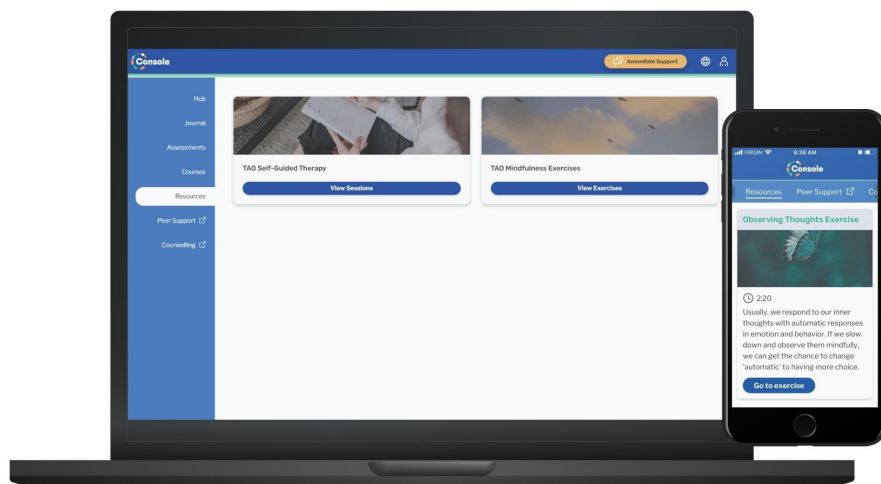 Console
Immediate Support
Hub
Journal
Assessments
Courses
Resources
Peer Support
Counselling
TAO Self-Guided Therapy
View Sessions
TAO Mindfulness Exercises
View Exercises
VIRGIN
9:38 AM
Console
Resources Peer Support Co
Observing Thoughts Exercise
2:20
Usually, we respond to our inner
thoughts with automatic responses
in emotion and behavior. If we slow
down and observe them mindfully,
we can get the chance to change
'automatic' to having more choice.
Go to exercise